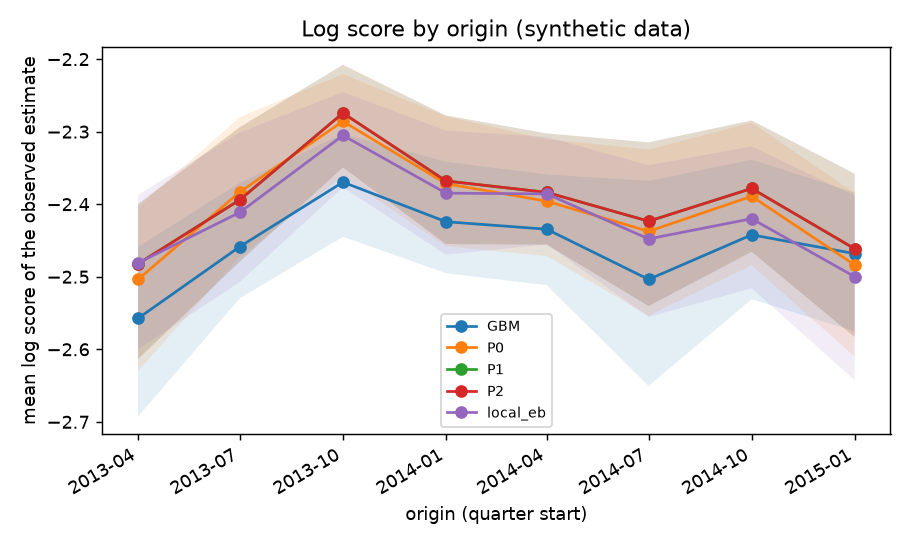 Log score by origin (synthetic data)
mean log score of the observed estimate
−2.2
−2.3
−2.4
−2.5
−2.6
−2.7
GBM
P0
P1
P2
local_eb
2013-04
2013-07
2013-10
2014-01
2014-04
2014-07
2014-10
2015-01
origin (quarter start)